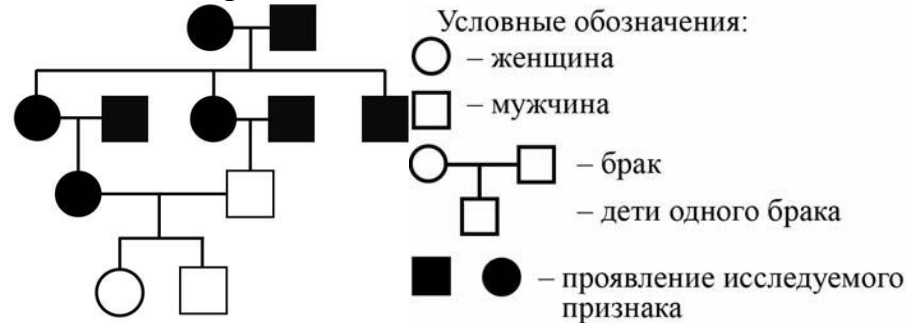 Условные обозначения:
– женщина
– мужчина
– брак
– дети одного брака
– проявление исследуемого
признака